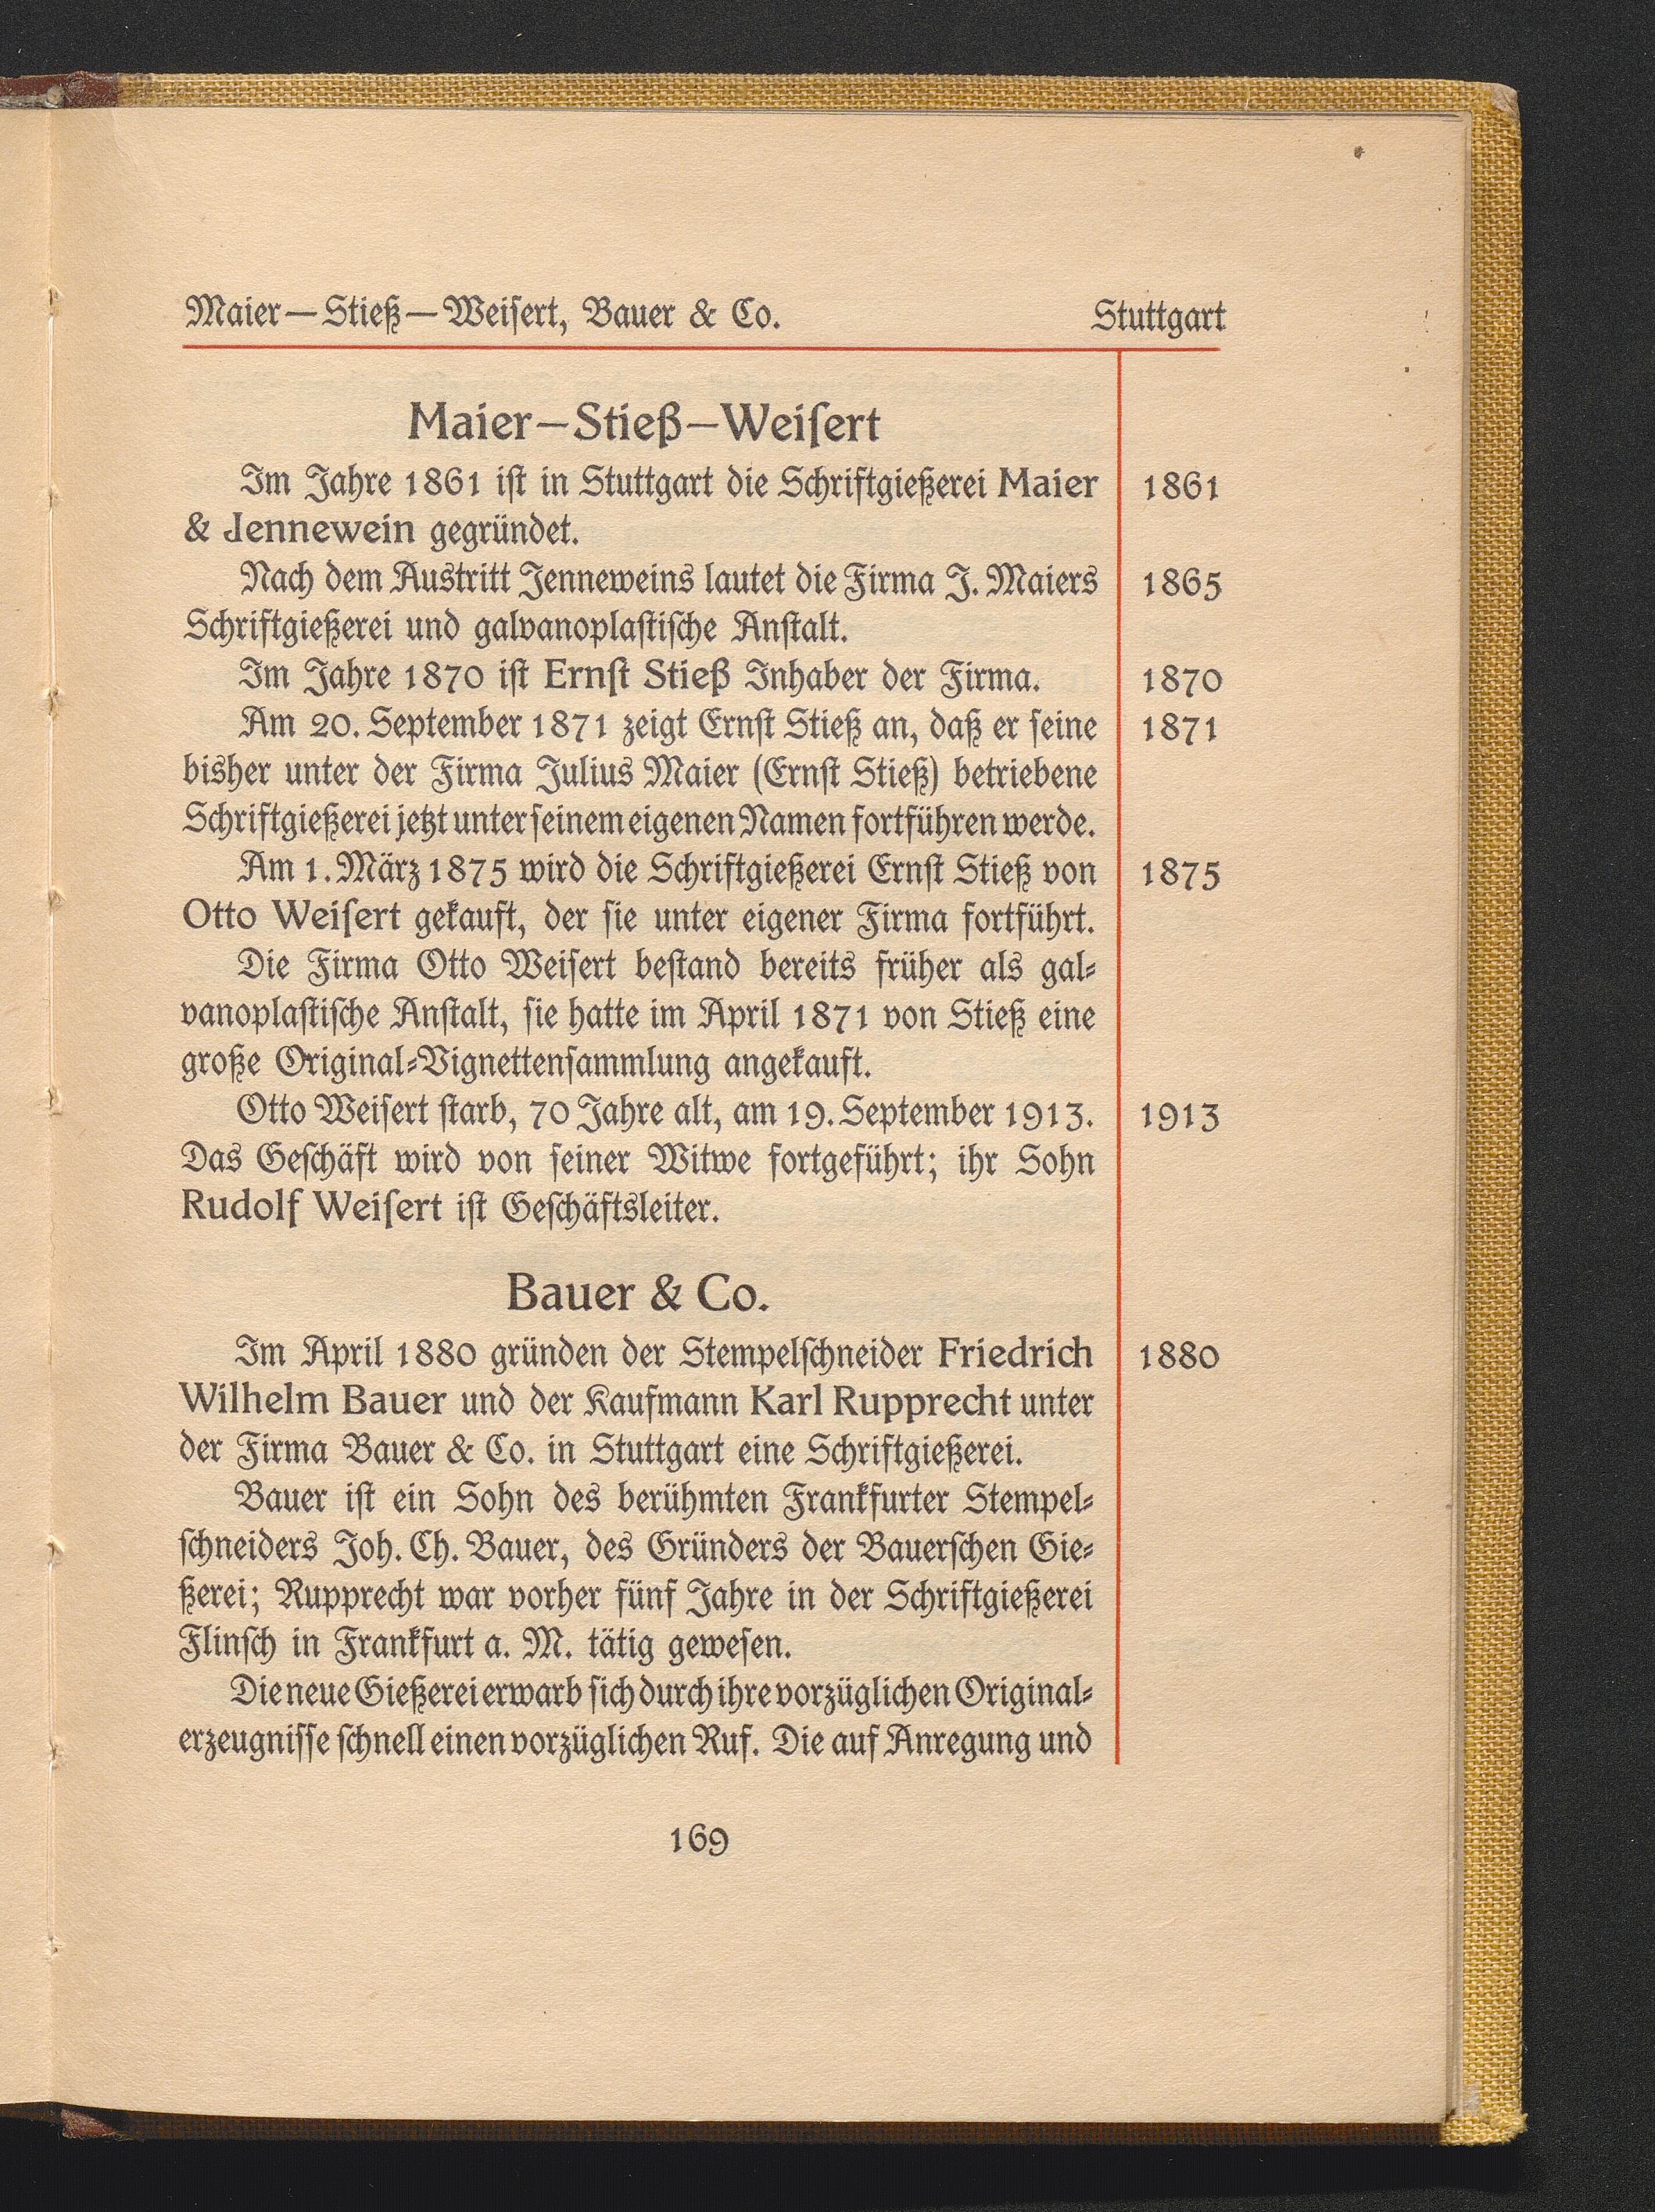 Maier—Stieß—Weiſert, Bauer & Co. Stuttgart
Maier—Stieß—Weiſert
Im Jahre 1861 iſt in Stuttgart die Schriftgießerei Maier 1861
& Jennewein gegründet.
Nach dem Austritt Jenneweins lautet die Firma J. Maiers 1865
Schriftgießerei und galvanoplaſtiſche Anſtalt.
Im Jahre 1870 iſt Ernſt Stieß Inhaber der Firma. 1870
Am 20. September 1871 zeigt Ernſt Stieß an, daß er ſeine 1871
bisher unter der Firma Julius Maier (Ernſt Stieß) betriebene
Schriftgießerei jetzt unter ſeinem eigenen Namen fortführen werde.
Am 1. März 1875 wird die Schriftgießerei Ernſt Stieß von 1875
Otto Weiſert gekauft, der ſie unter eigener Firma fortführt.
Die Firma Otto Weiſert beſtand bereits früher als gal⸗
vanoplaſtiſche Anſtalt, ſie hatte im April 1871 von Stieß eine
große Original⸗Vignettenſammlung angekauft.
Otto Weiſert ſtarb, 70 Jahre alt, am 19. September 1913. 1913
Das Geſchäft wird von ſeiner Witwe fortgeführt; ihr Sohn
Rudolf Weiſert iſt Geſchäftsleiter.
Bauer & Co.
Im April 1880 gründen der Stempelſchneider Friedrich 1880
Wilhelm Bauer und der Kaufmann Karl Rupprecht unter
der Firma Bauer & Co. in Stuttgart eine Schriftgießerei.
Bauer iſt ein Sohn des berühmten Frankfurter Stempel⸗
ſchneiders Joh. Ch. Bauer, des Gründers der Bauerſchen Gie⸗
ßerei; Rupprecht war vorher fünf Jahre in der Schriftgießerei
Flinſch in Frankfurt a. M. tätig geweſen.
Die neue Gießerei erwarb ſich durch ihre vorzüglichen Original⸗
erzeugniſſe ſchnell einen vorzüglichen Ruf. Die auf Anregung und
169